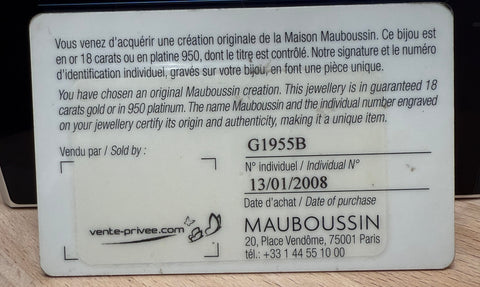 Vous venez d'acquérir une création originale de la Maison Mauboussin. Ce bijou est
en or 18 carats ou en platine 950, dont le titre est contrôlé. Notre signature et le numéro
d'identification individuel, gravés sur votre bijou, en font une pièce unique.
You have chosen an original Mauboussin creation. This jewellery is in guaranteed 18
carats gold or in 950 platinum. The name Mauboussin and the individual number engraved
on your jewellery certify its origin and authenticity, making it a unique item.
Vendu par / Sold by :
vente-privee.com
G1955B
N° individuel / Individual N°
13/01/2008
Date d'achat / Date of purchase
MAUBOUSSIN
20, Place Vendôme, 75001 Paris
tél.: +33 1 44 55 10 00